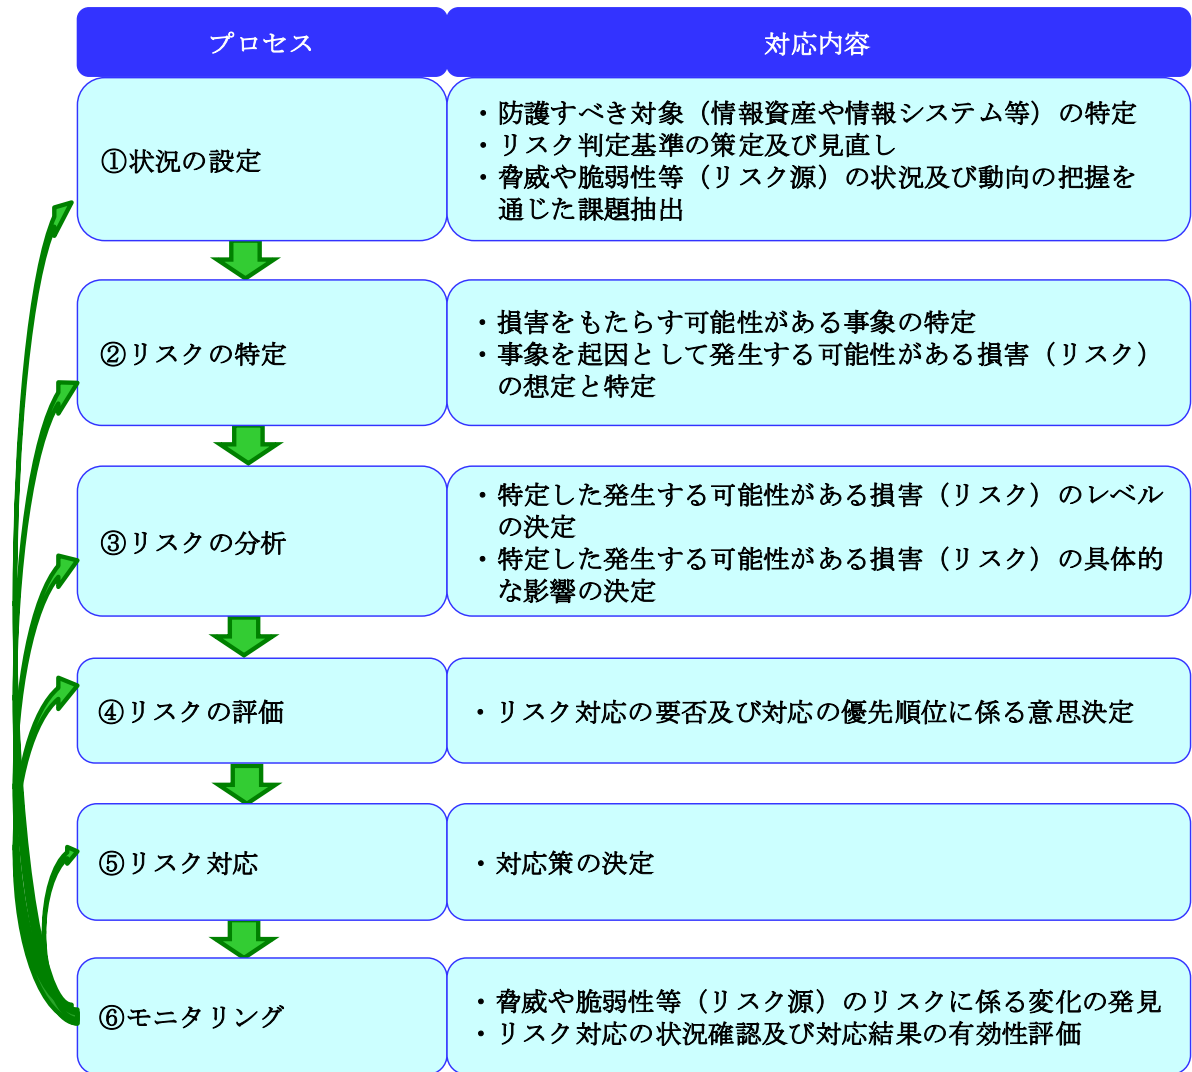 プロセス
対応内容
①状況の設定
・防護すべき対象（情報資産や情報システム等）の特定
・リスク判定基準の策定及び見直し
・脅威や脆弱性等（リスク源）の状況及び動向の把握を
通じた課題抽出
②リスクの特定
・損害をもたらす可能性がある事象の特定
・事象を起因として発生する可能性がある損害（リスク）
の想定と特定
③リスクの分析
・特定した発生する可能性がある損害（リスク）のレベル
の決定
・特定した発生する可能性がある損害（リスク）の具体的
な影響の決定
④リスクの評価
・リスク対応の要否及び対応の優先順位に係る意思決定
⑤リスク対応
・対応策の決定
⑥モニタリング
・脅威や脆弱性等（リスク源）のリスクに係る変化の発見
・リスク対応の状況確認及び対応結果の有効性評価